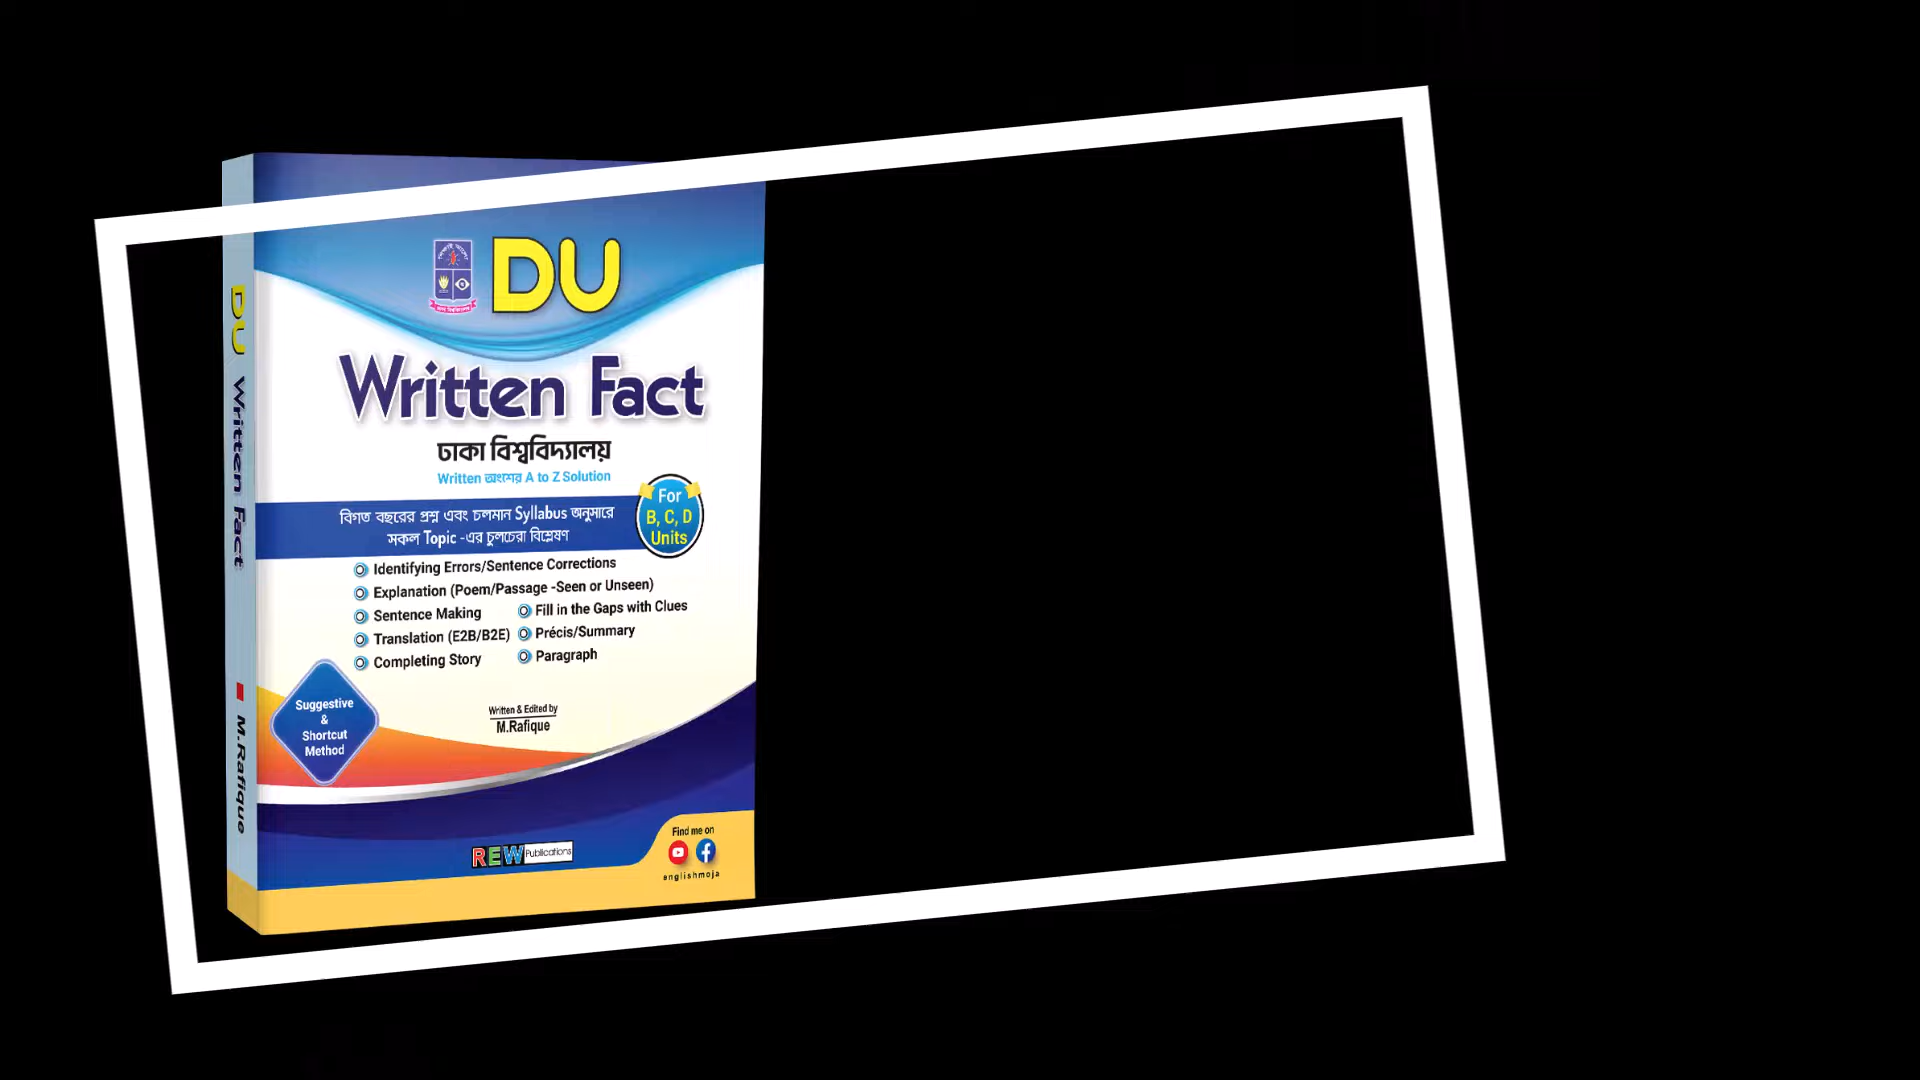 DU
Written Fact
ঢাকা বিশ্ববিদ্যালয়
Written অংশের A to Z Solution
For
B, C, D
Units
বিগত বছরের প্রশ্ন এবং চলমান Syllabus অনুসারে
সকল Topic -এর চুলচেরা বিশ্লেষণ
Identifying Errors/Sentence Corrections
Explanation (Poem/Passage -Seen or Unseen)
Sentence Making
Fill in the Gaps with Clues
Translation (E2B/B2E)
Précis/Summary
Completing Story
Paragraph
Suggestive
&
Shortcut
Method
Written & Edited by
M.Rafique
REW Publications
Find me on
englishmoja
DU Written Fact M.Rafique